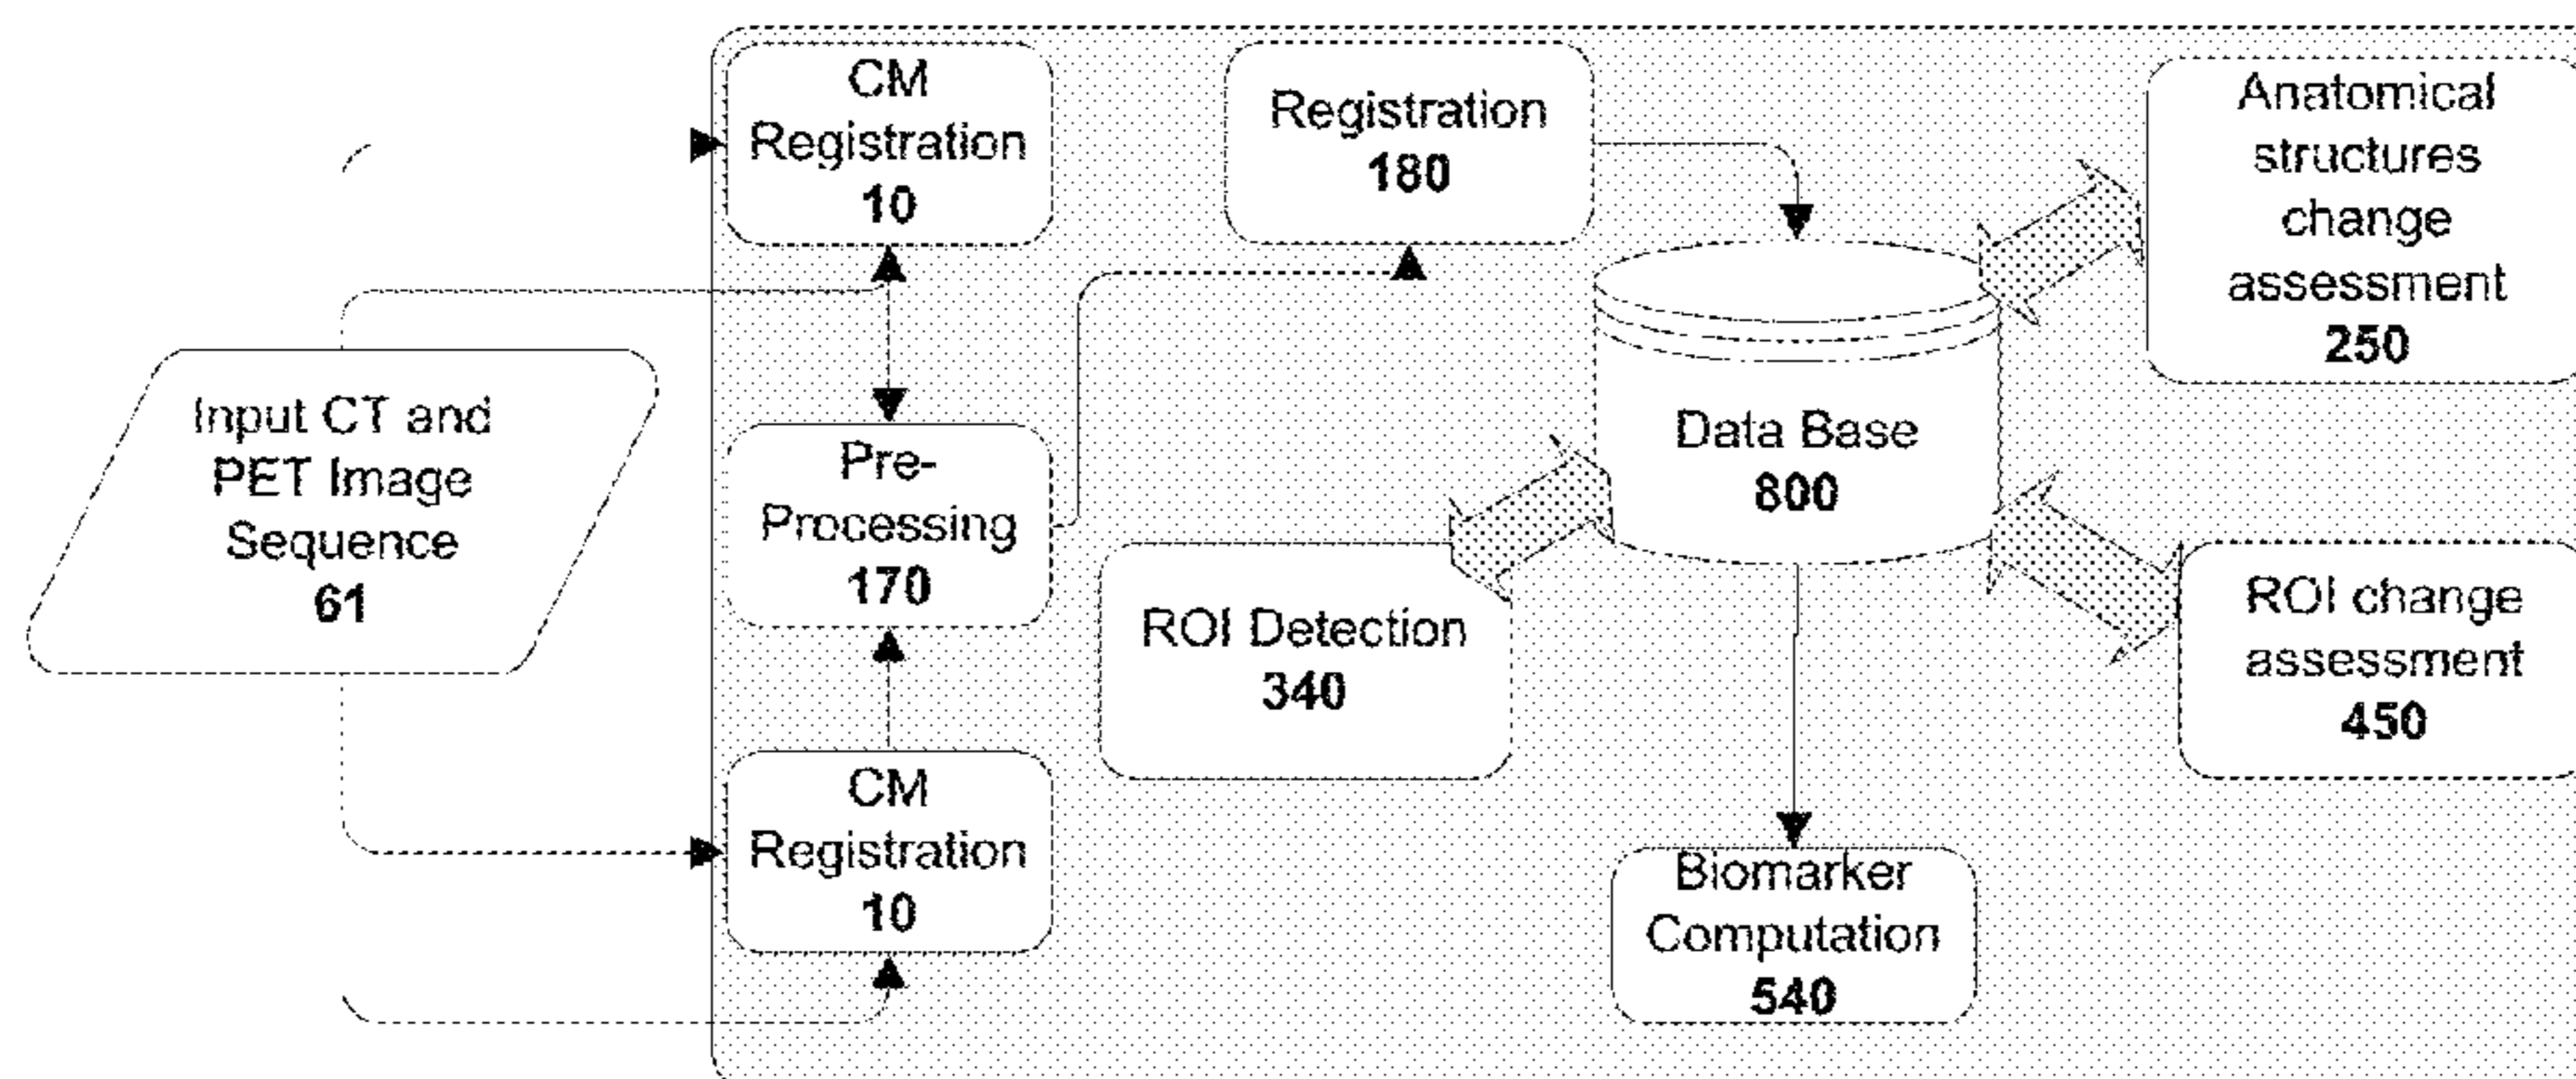 CM
Registration
10
Registration
180
Anatomical
structures
change
assessment
250
Input CT and
PET Image
Sequence
61
Pre-
Processing
170
Data Base
800
ROI Detection
340
ROI change
assessment
450
CM
Registration
10
Biomarker
Computation
540